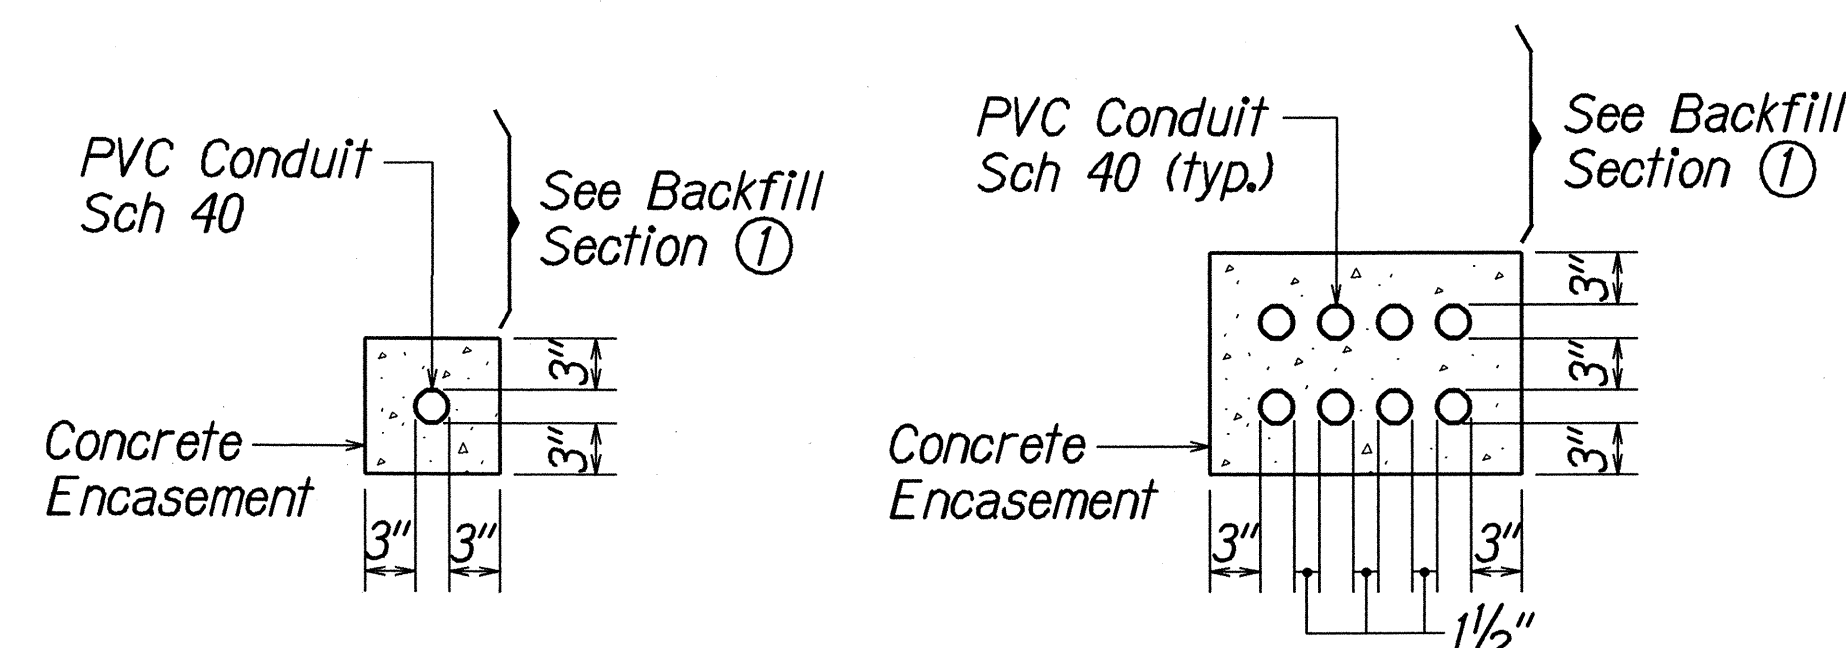 PVC Conduit
Sch 40
See Backfill
Section 1
3"
3"
Concrete
Encasement
3" 3"
PVC Conduit
Sch 40 (typ.)
See Backfill
Section 1
3"
3"
3"
Concrete
Encasement
3" 3"
1½"